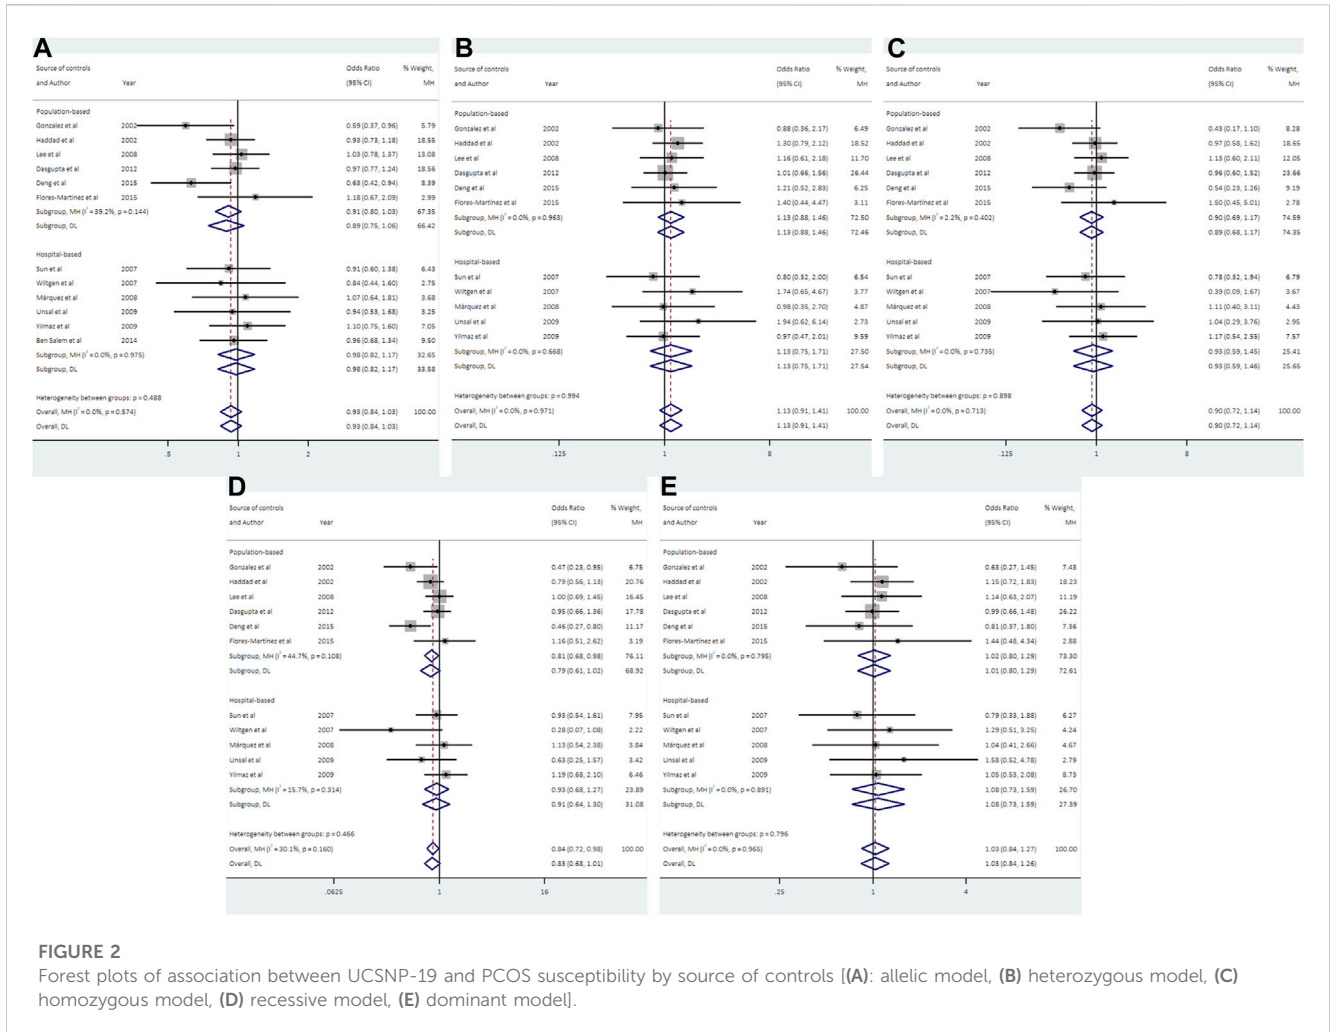 A
Source of controls Odds Ratio % Weight,
and Author Year (95% CI) MH
Population-based
Gonzalez et al 2002 0.59 (0.37, 0.96) 5.79
Haddad et al 2002 0.93 (0.73, 1.18) 18.55
Lee et al 2008 1.03 (0.78, 1.37) 13.08
Dasgupta et al 2012 0.97 (0.77, 1.24) 18.56
Deng et al 2015 0.63 (0.42, 0.94) 8.39
Flores-Martínez et al 2015 1.18 (0.67, 2.09) 2.99
Subgroup, MH (I² = 39.2%, p = 0.144) 0.91 (0.80, 1.03) 67.35
Subgroup, DL 0.89 (0.75, 1.06) 66.42
Hospital-based
Sun et al 2007 0.91 (0.60, 1.38) 6.43
Wiltgen et al 2007 0.84 (0.44, 1.60) 2.75
Márquez et al 2008 1.07 (0.64, 1.81) 3.68
Unsal et al 2009 0.94 (0.53, 1.68) 3.25
Yilmaz et al 2009 1.10 (0.75, 1.60) 7.05
Ben Salem et al 2014 0.96 (0.68, 1.34) 9.50
Subgroup, MH (I² = 0.0%, p = 0.975) 0.98 (0.82, 1.17) 32.65
Subgroup, DL 0.98 (0.82, 1.17) 33.58
Heterogeneity between groups: p = 0.488
Overall, MH (I² = 0.0%, p = 0.574) 0.93 (0.84, 1.03) 100.00
Overall, DL 0.93 (0.84, 1.03)
.5 1 2
B
Source of controls Odds Ratio % Weight,
and Author Year (95% CI) MH
Population-based
Gonzalez et al 2002 0.88 (0.36, 2.17) 6.49
Haddad et al 2002 1.30 (0.79, 2.12) 18.52
Lee et al 2008 1.16 (0.61, 2.18) 11.70
Dasgupta et al 2012 1.01 (0.66, 1.56) 26.44
Deng et al 2015 1.21 (0.52, 2.83) 6.25
Flores-Martínez et al 2015 1.40 (0.44, 4.47) 3.11
Subgroup, MH (I² = 0.0%, p = 0.963) 1.13 (0.88, 1.46) 72.50
Subgroup, DL 1.13 (0.88, 1.46) 72.46
Hospital-based
Sun et al 2007 0.80 (0.32, 2.00) 6.54
Wiltgen et al 2007 1.74 (0.65, 4.67) 3.77
Márquez et al 2008 0.98 (0.35, 2.70) 4.87
Unsal et al 2009 1.94 (0.62, 6.14) 2.73
Yilmaz et al 2009 0.97 (0.47, 2.01) 9.59
Subgroup, MH (I² = 0.0%, p = 0.668) 1.13 (0.75, 1.71) 27.50
Subgroup, DL 1.13 (0.75, 1.71) 27.54
Heterogeneity between groups: p = 0.994
Overall, MH (I² = 0.0%, p = 0.971) 1.13 (0.91, 1.41) 100.00
Overall, DL 1.13 (0.91, 1.41)
.125 1 8
C
Source of controls Odds Ratio % Weight,
and Author Year (95% CI) MH
Population-based
Gonzalez et al 2002 0.43 (0.17, 1.10) 8.28
Haddad et al 2002 0.97 (0.58, 1.62) 18.65
Lee et al 2008 1.13 (0.60, 2.11) 12.05
Dasgupta et al 2012 0.96 (0.60, 1.52) 23.66
Deng et al 2015 0.54 (0.23, 1.26) 9.19
Flores-Martínez et al 2015 1.50 (0.45, 5.01) 2.78
Subgroup, MH (I² = 2.2%, p = 0.402) 0.90 (0.69, 1.17) 74.59
Subgroup, DL 0.89 (0.68, 1.17) 74.35
Hospital-based
Sun et al 2007 0.78 (0.32, 1.94) 6.79
Wiltgen et al 2007 0.39 (0.09, 1.67) 3.67
Márquez et al 2008 1.11 (0.40, 3.11) 4.43
Unsal et al 2009 1.04 (0.29, 3.76) 2.95
Yilmaz et al 2009 1.17 (0.54, 2.55) 7.57
Subgroup, MH (I² = 0.0%, p = 0.735) 0.93 (0.59, 1.45) 25.41
Subgroup, DL 0.93 (0.59, 1.46) 25.65
Heterogeneity between groups: p = 0.898
Overall, MH (I² = 0.0%, p = 0.713) 0.90 (0.72, 1.14) 100.00
Overall, DL 0.90 (0.72, 1.14)
.125 1 8
D
Source of controls Odds Ratio % Weight,
and Author Year (95% CI) MH
Population-based
Gonzalez et al 2002 0.47 (0.23, 0.95) 6.75
Haddad et al 2002 0.79 (0.56, 1.13) 20.76
Lee et al 2008 1.00 (0.69, 1.45) 16.45
Dasgupta et al 2012 0.95 (0.66, 1.36) 17.78
Deng et al 2015 0.46 (0.27, 0.80) 11.17
Flores-Martínez et al 2015 1.16 (0.51, 2.62) 3.19
Subgroup, MH (I² = 44.7%, p = 0.108) 0.81 (0.68, 0.98) 76.11
Subgroup, DL 0.79 (0.61, 1.02) 68.92
Hospital-based
Sun et al 2007 0.93 (0.54, 1.61) 7.95
Wiltgen et al 2007 0.28 (0.07, 1.08) 2.22
Márquez et al 2008 1.13 (0.54, 2.38) 3.84
Unsal et al 2009 0.63 (0.25, 1.57) 3.42
Yilmaz et al 2009 1.19 (0.68, 2.10) 6.46
Subgroup, MH (I² = 15.7%, p = 0.314) 0.93 (0.68, 1.27) 23.89
Subgroup, DL 0.91 (0.64, 1.30) 31.08
Heterogeneity between groups: p = 0.466
Overall, MH (I² = 30.1%, p = 0.160) 0.84 (0.72, 0.98) 100.00
Overall, DL 0.83 (0.68, 1.01)
.0625 1 16
E
Source of controls Odds Ratio % Weight,
and Author Year (95% CI) MH
Population-based
Gonzalez et al 2002 0.63 (0.27, 1.45) 7.43
Haddad et al 2002 1.15 (0.72, 1.83) 18.23
Lee et al 2008 1.14 (0.63, 2.07) 11.19
Dasgupta et al 2012 0.99 (0.66, 1.48) 26.22
Deng et al 2015 0.81 (0.37, 1.80) 7.36
Flores-Martínez et al 2015 1.44 (0.48, 4.34) 2.88
Subgroup, MH (I² = 0.0%, p = 0.795) 1.02 (0.80, 1.29) 73.30
Subgroup, DL 1.01 (0.80, 1.29) 72.61
Hospital-based
Sun et al 2007 0.79 (0.33, 1.88) 6.27
Wiltgen et al 2007 1.29 (0.51, 3.25) 4.24
Márquez et al 2008 1.04 (0.41, 2.66) 4.67
Unsal et al 2009 1.58 (0.52, 4.78) 2.79
Yilmaz et al 2009 1.05 (0.53, 2.08) 8.73
Subgroup, MH (I² = 0.0%, p = 0.891) 1.08 (0.73, 1.59) 26.70
Subgroup, DL 1.08 (0.73, 1.59) 27.39
Heterogeneity between groups: p = 0.796
Overall, MH (I² = 0.0%, p = 0.965) 1.03 (0.84, 1.27) 100.00
Overall, DL 1.03 (0.84, 1.26)
.25 1 4
FIGURE 2
Forest plots of association between UCSNP-19 and PCOS susceptibility by source of controls [(A): allelic model, (B) heterozygous model, (C)
homozygous model, (D) recessive model, (E) dominant model].